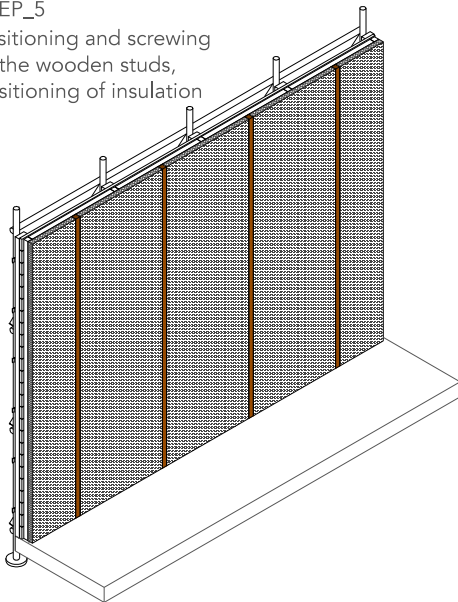 EP_5
sitioning and screwing
the wooden studs,
sitioning of insulation